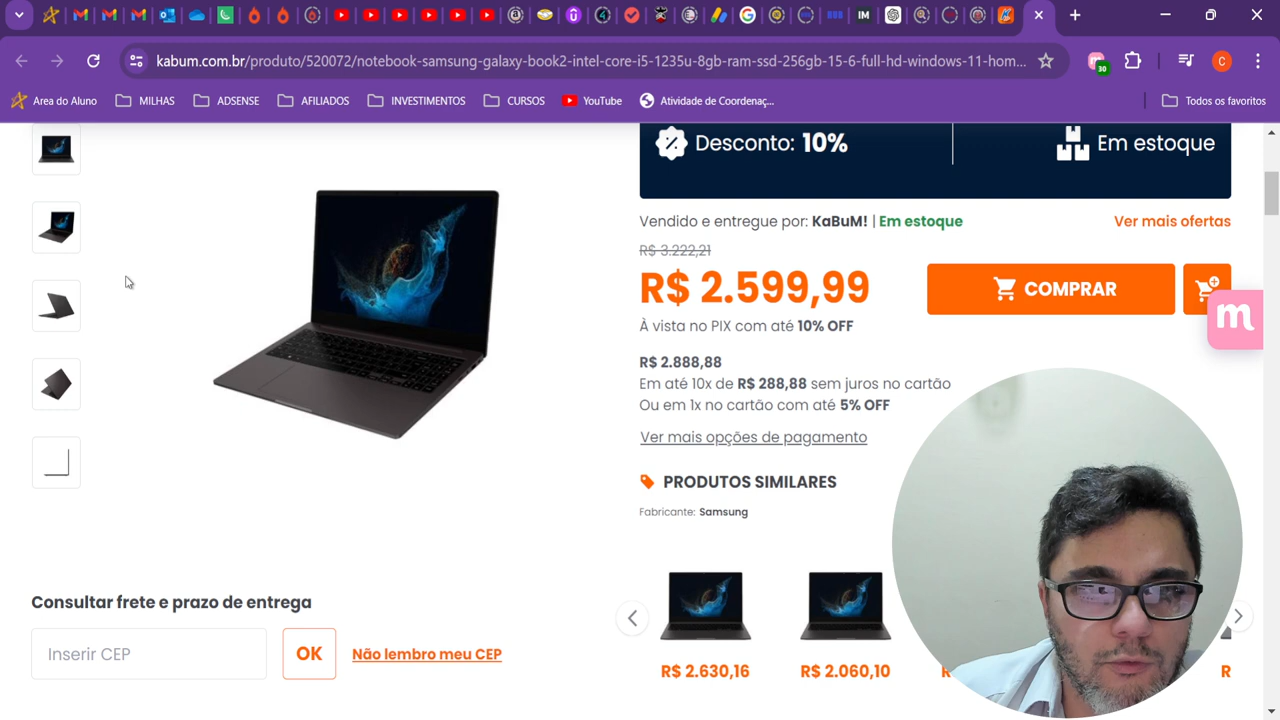 kabum.com.br/produto/520072/notebook-samsung-galaxy-book2-intel-core-i5-1235u-8gb-ram-ssd-256gb-15-6-full-hd-windows-11-hom...
30
C
Area do Aluno
MILHAS
ADSENSE
AFILIADOS
INVESTIMENTOS
CURSOS
YouTube
Atividade de Coordenaç...
Todos os favoritos
Desconto: 10%
Em estoque
Vendido e entregue por: KaBuM! | Em estoque
Ver mais ofertas
R$ 3.222,21
R$ 2.599,99
COMPRAR
À vista no PIX com até 10% OFF
m
R$ 2.888,88
Em até 10x de R$ 288,88 sem juros no cartão
Ou em 1x no cartão com até 5% OFF
Ver mais opções de pagamento
PRODUTOS SIMILARES
Fabricante: Samsung
Consultar frete e prazo de entrega
Inserir CEP
OK
Não lembro meu CEP
R$ 2.630,16
R$ 2.060,10
R